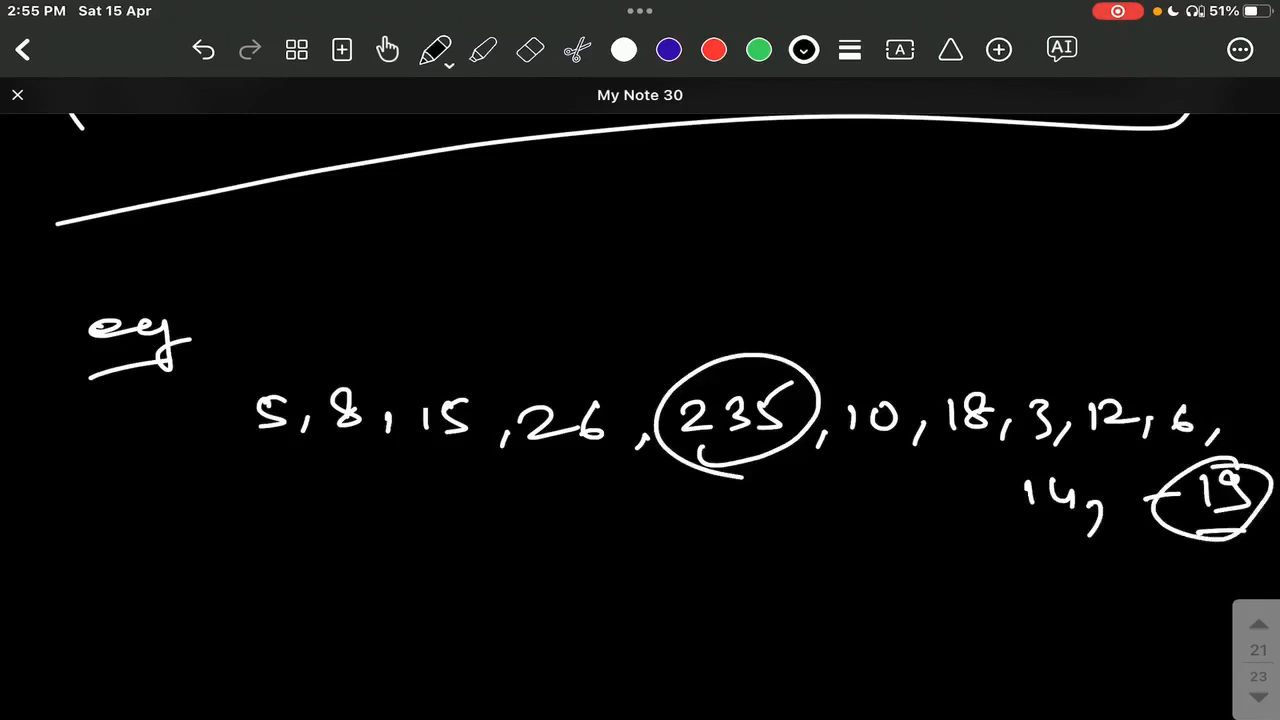 2:55 PM Sat 15 Apr
51%
A
AI
My Note 30
eg
5, 8, 15, 26, 235, 10, 18, 3, 12, 6,
14, -19
21
23